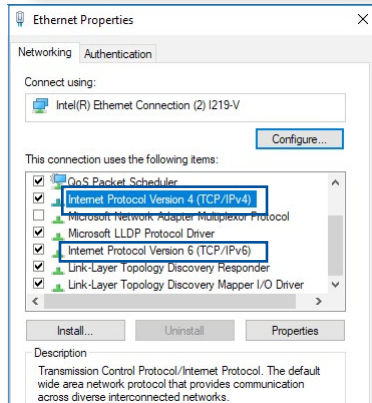 Ethernet Properties
Networking
Authentication
Connect using:
Intel(R) Ethernet Connection (2) I219-V
Configure...
This connection uses the following items:
QoS Packet Scheduler
Internet Protocol Version 4 (TCP/IPv4)
Microsoft Network Adapter Multiplexor Protocol
Microsoft LLDP Protocol Driver
Internet Protocol Version 6 (TCP/IPv6)
Link-Layer Topology Discovery Responder
Link-Layer Topology Discovery Mapper I/O Driver
Install...
Uninstall
Properties
Description
Transmission Control Protocol/Internet Protocol. The default
wide area network protocol that provides communication
across diverse interconnected networks.